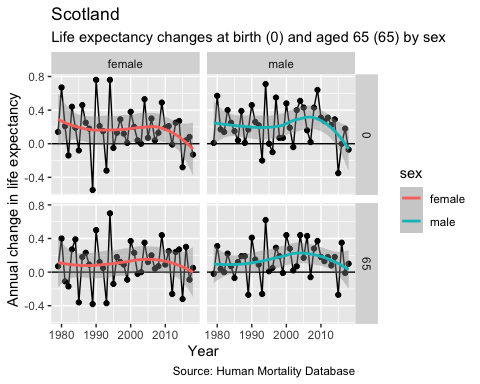 Scotland
Life expectancy changes at birth (0) and aged 65 (65) by sex
female
male
0.8
0.4
0.0
-0.4
0
0.8
0.4
0.0
-0.4
65
Annual change in life expectancy
1980 1990 2000 2010
1980 1990 2000 2010
Year
sex
female
male
Source: Human Mortality Database